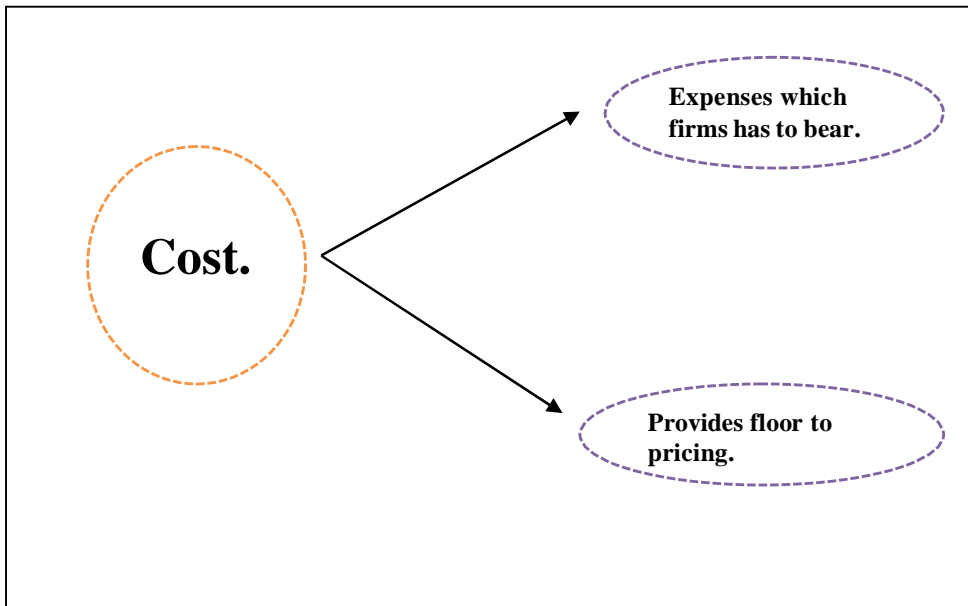 Expenses which
firms has to bear.
Cost.
Provides floor to
pricing.